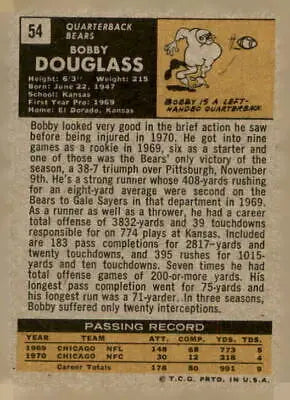 54
QUARTERBACK
BEARS
BOBBY
DOUGLASS
Height: 6'3" Weight: 215
Born: June 22, 1947
School: Kansas
First Year Pro: 1969
Home: El Dorado, Kansas
BOBBY IS A LEFT-
HANDED QUARTERBACK
Bobby looked very good in the brief action he saw
before being injured in 1970. He got into nine
games as a rookie in 1969, six as a starter and
one of those was the Bears' only victory of the
season, a 38-7 triumph over Pittsburgh, November
9th. He's a strong runner whose 408-yards rushing
for an eight-yard average were second on the
Bears to Gale Sayers in that department in 1969.
As a runner as well as thrower, he had a career
total offense of 3832-yards and 39 touchdowns
responsible for on 774 plays at Kansas. Included
are 183 pass completions for 2817-yards and
twenty touchdowns, 395 rushes for 1015-
yards and ten touchdowns. Seven times he had
total offense games of 200-or-more yards. His
longest pass completion went for 75-yards and his
longest run was a 71-yarder. In three seasons,
Bobby suffered only twenty interceptions.
PASSING RECORD
YEAR TEAM ATT. COMP. YDS. TDS.
1969 CHICAGO NFL 148 68 773 5
1970 CHICAGO NFC 30 12 218 4
Career Totals 178 80 991 9
© T.C.G. PRTD. IN U.S.A.